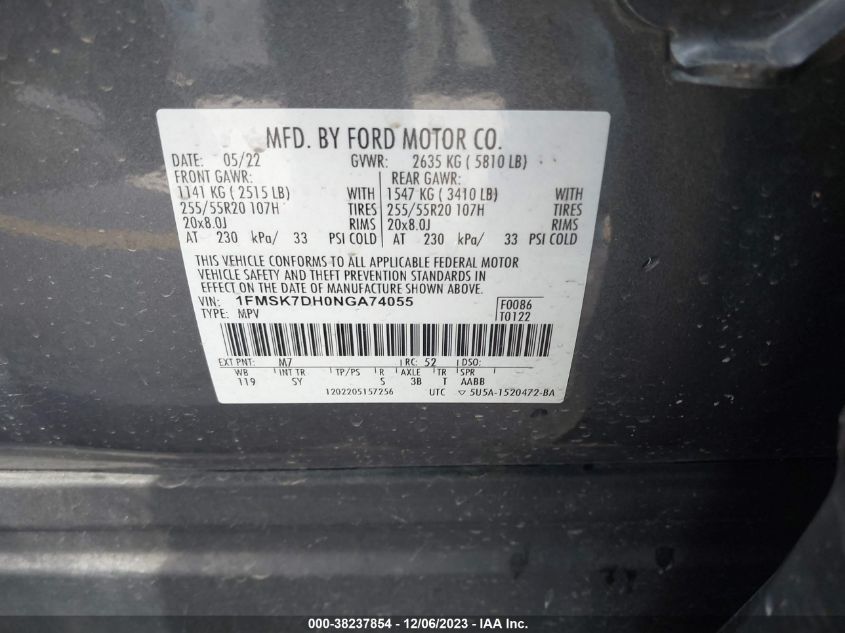 MFD. BY FORD MOTOR CO.
DATE: 05/22 GVWR: 2635 KG ( 5810 LB)
FRONT GAWR: REAR GAWR:
1141 KG ( 2515 LB) WITH 1547 KG ( 3410 LB) WITH
255/55R20 107H TIRES 255/55R20 107H TIRES
20x8.0J RIMS 20x8.0J RIMS
AT 230 kPa/ 33 PSI COLD AT 230 kPa/ 33 PSI COLD
THIS VEHICLE CONFORMS TO ALL APPLICABLE FEDERAL MOTOR
VEHICLE SAFETY AND THEFT PREVENTION STANDARDS IN
EFFECT ON THE DATE OF MANUFACTURE SHOWN ABOVE.
VIN: 1FMSK7DH0NGA74055 F0086
TYPE: MPV T0122
EXT PNT: M7 RC: 52 DSO:
WB INT TR TP/PS R AXLE TR SPR
119 SY S 3B T AABB
1202205157256 UTC ▽ 5U5A-1520472-BA
000-38237854 - 12/06/2023 - IAA Inc.